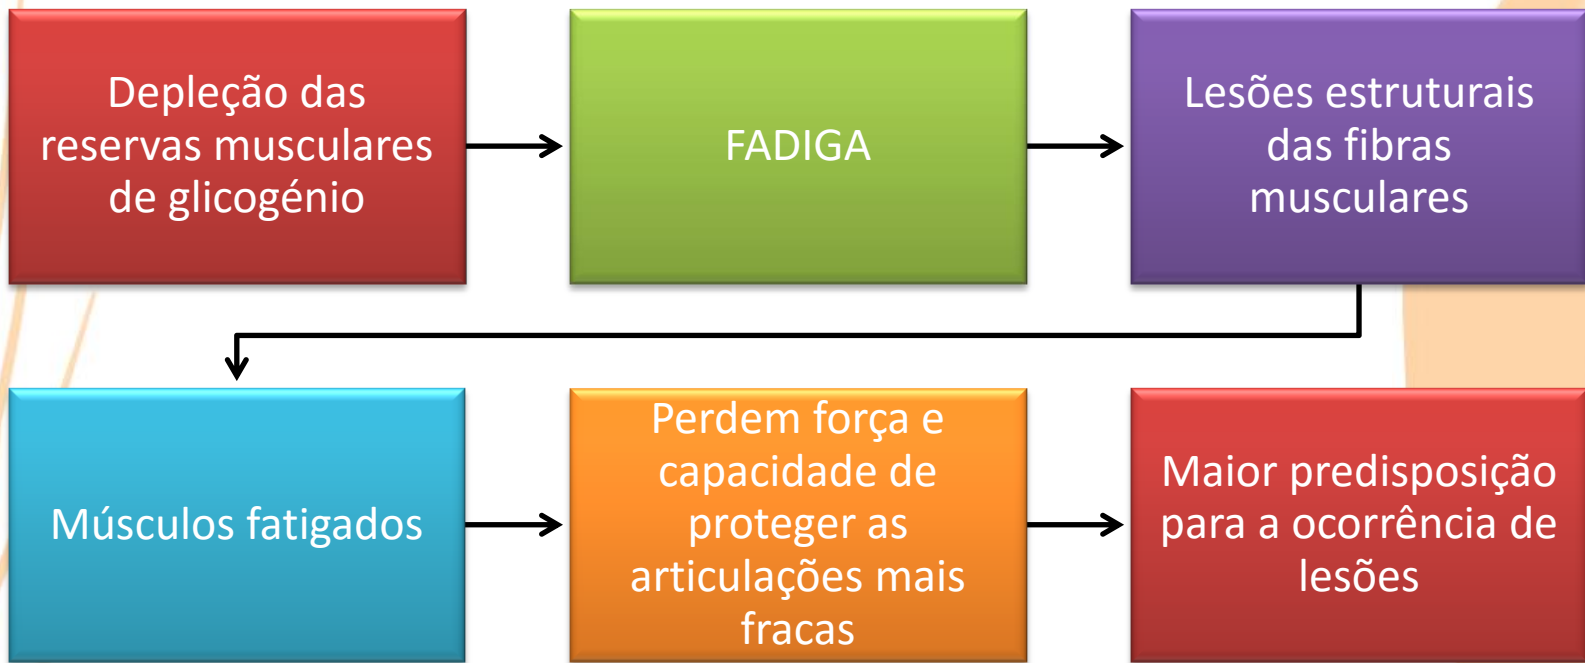 Depleção das
reservas musculares
de glicogénio
FADIGA
Lesões estruturais
das fibras
musculares
Músculos fatigados
Perdem força e
capacidade de
proteger as
articulações mais
fracas
Maior predisposição
para a ocorrência de
lesões